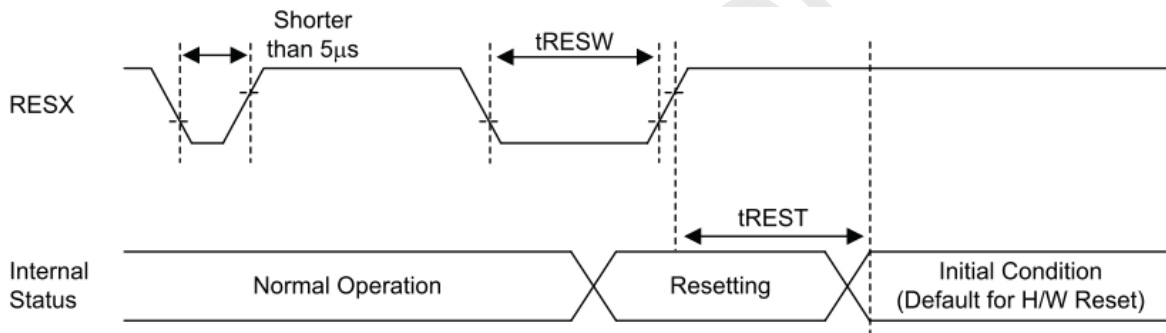 Shorter
than 5μs
tRESW
RESX
tREST
Internal
Status
Normal Operation
Resetting
Initial Condition
(Default for H/W Reset)